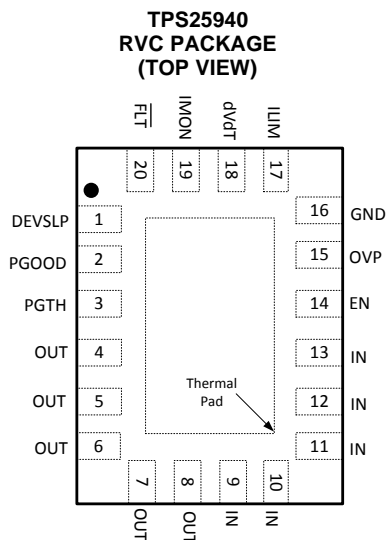 TPS25940
RVC PACKAGE
(TOP VIEW)
FLT IMON dVdT ILIM
20 19 18 17
DEVSLP 1 16 GND
PGOOD 2 15 OVP
PGTH 3 14 EN
OUT 4 13 IN
OUT 5 12 IN
Thermal
Pad
OUT 6 11 IN
7 8 9 10
OUT OUT IN IN